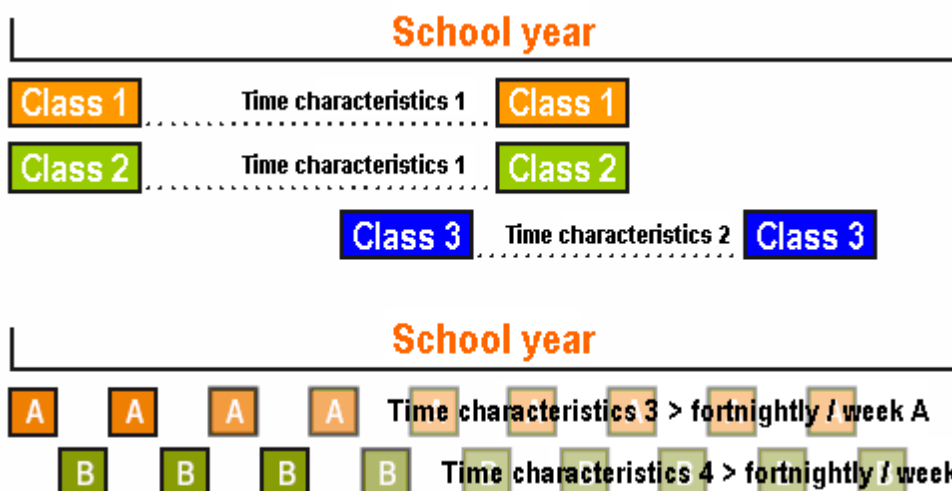 School year
Class 1 Time characteristics 1 Class 1
Class 2 Time characteristics 1 Class 2
Class 3 Time characteristics 2 Class 3
School year
A A A A A A A A A Time characteristics 3 > fortnightly / week A
B B B B B B B B B Time characteristics 4 > fortnightly / week